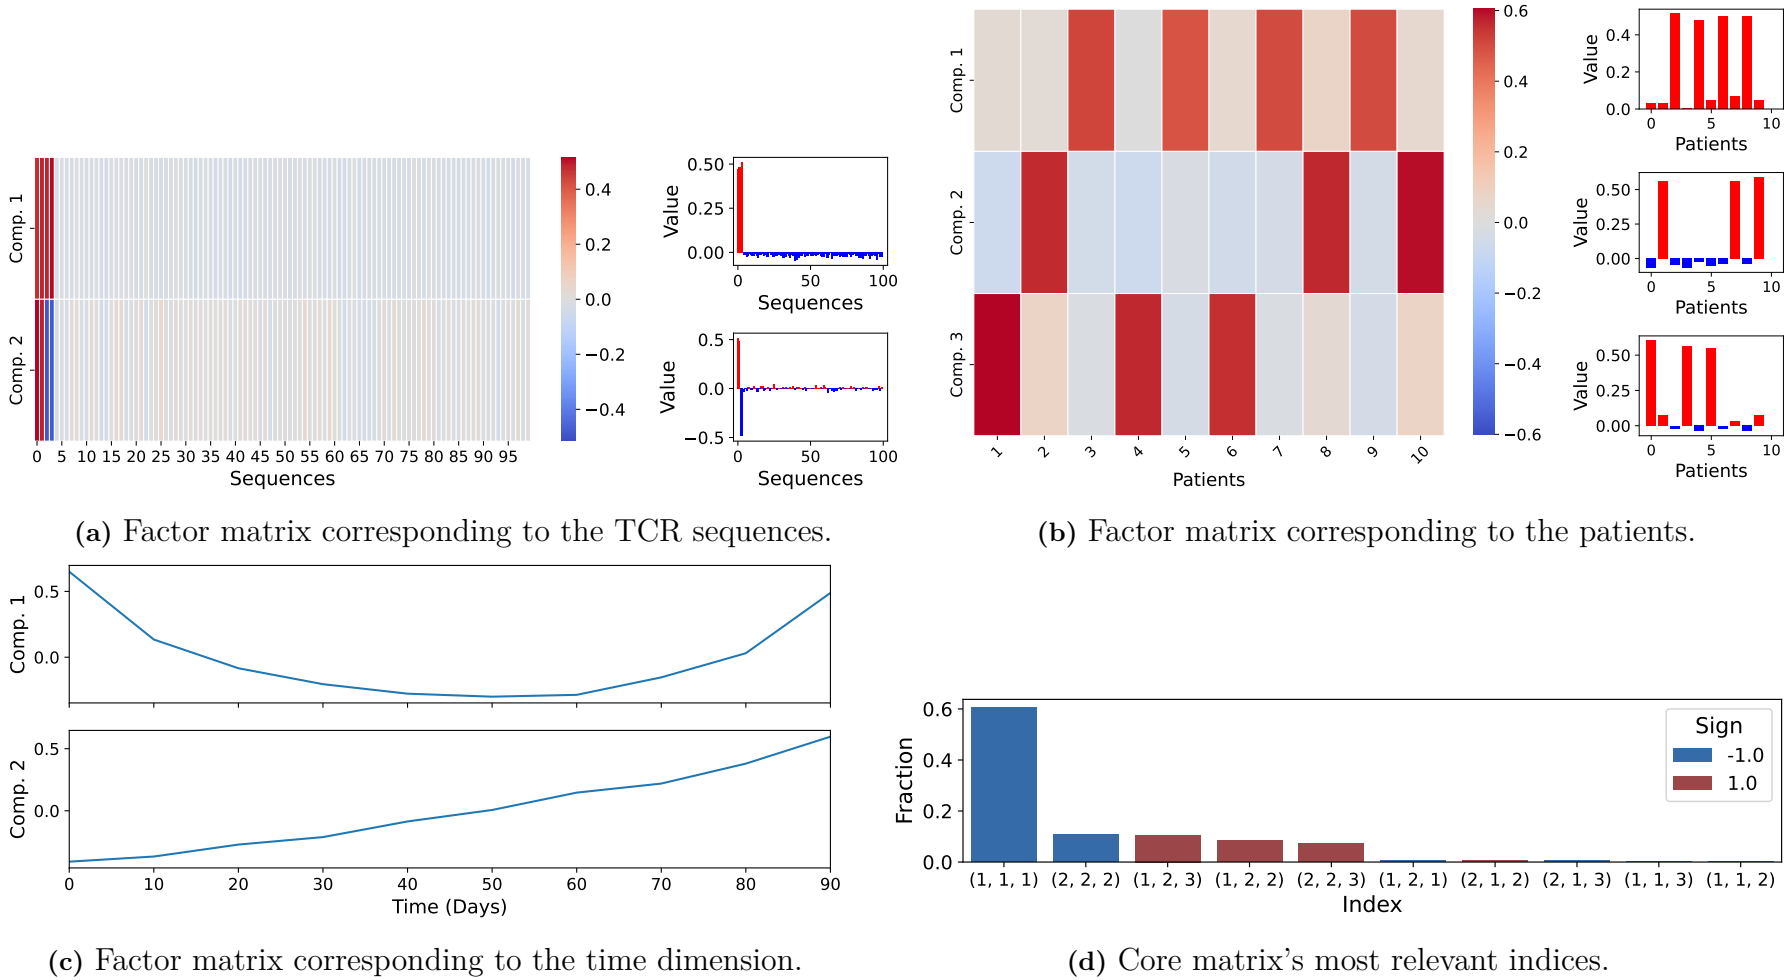 Comp. 1
Comp. 2
0 5 10 15 20 25 30 35 40 45 50 55 60 65 70 75 80 85 90 95
Sequences
0.4
0.2
0.0
−0.2
−0.4
Value
0.50
0.25
0.00
0 50 100
Sequences
Value
0.5
0.0
−0.5
0 50 100
Sequences
(a) Factor matrix corresponding to the TCR sequences.
Comp. 1
Comp. 2
Comp. 3
1 2 3 4 5 6 7 8 9 10
Patients
0.6
0.4
0.2
0.0
−0.2
−0.4
−0.6
Value
0.4
0.2
0.0
0 5 10
Patients
Value
0.50
0.25
0.00
0 5 10
Patients
Value
0.50
0.25
0.00
0 5 10
Patients
(b) Factor matrix corresponding to the patients.
Comp. 1
0.5
0.0
Comp. 2
0.5
0.0
0 10 20 30 40 50 60 70 80 90
Time (Days)
(c) Factor matrix corresponding to the time dimension.
Fraction
0.6
0.4
0.2
0.0
Sign
-1.0
1.0
(1, 1, 1) (2, 2, 2) (1, 2, 3) (1, 2, 2) (2, 2, 3) (1, 2, 1) (2, 1, 2) (2, 1, 3) (1, 1, 3) (1, 1, 2)
Index
(d) Core matrix's most relevant indices.